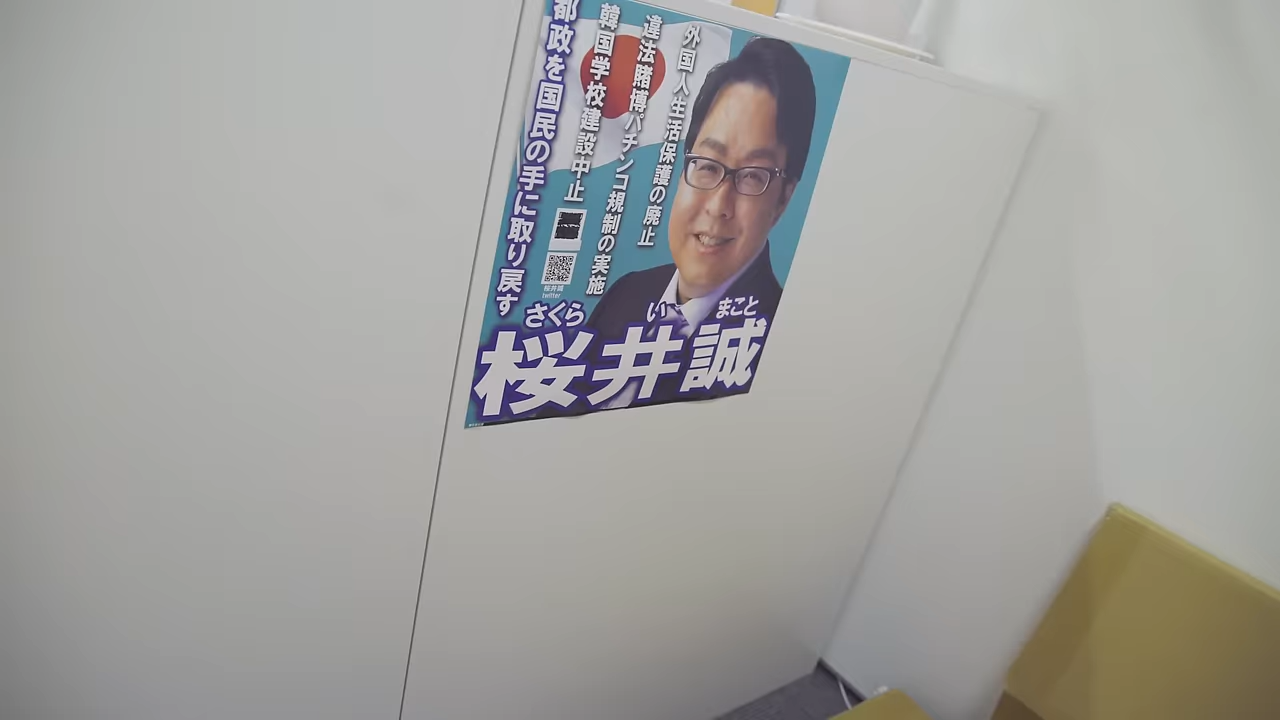 外国人生活保護の廃止
違法賭博パチンコ規制の実施
韓国学校建設中止
都政を国民の手に取り戻す
桜井誠
twitter
さくら い まこと
桜井誠